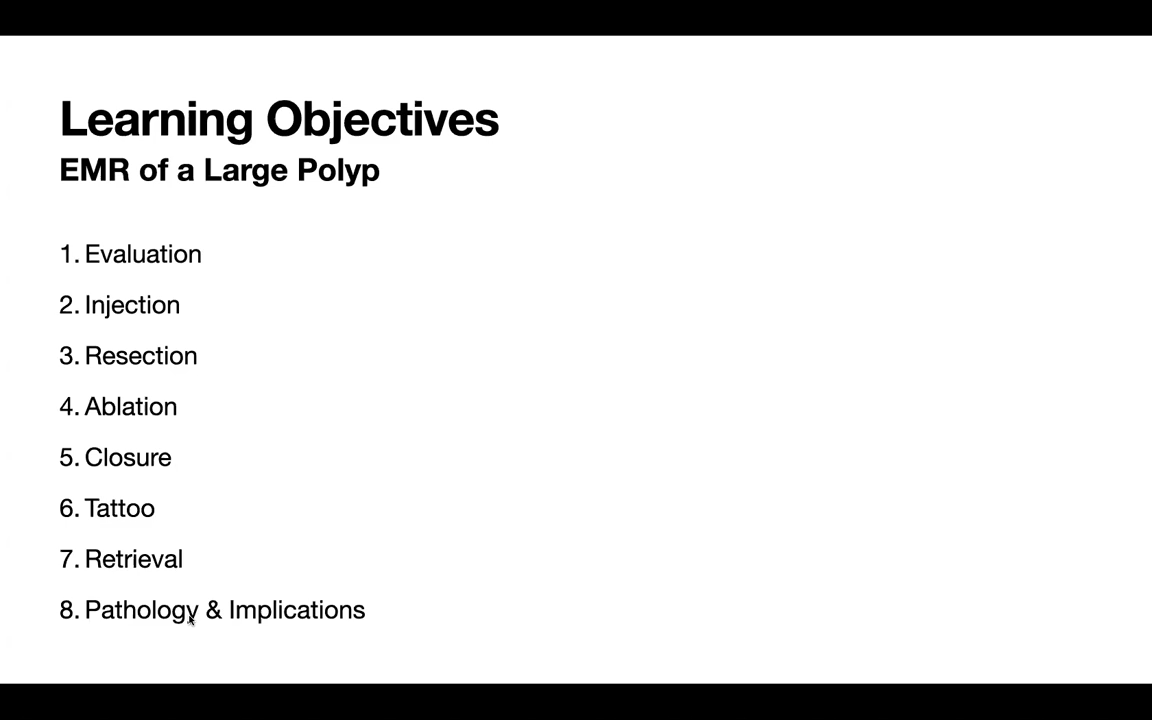 Learning Objectives
EMR of a Large Polyp
1. Evaluation
2. Injection
3. Resection
4. Ablation
5. Closure
6. Tattoo
7. Retrieval
8. Pathology & Implications